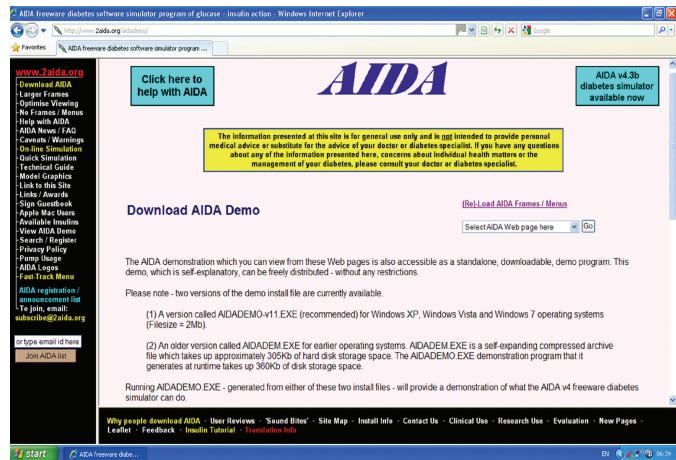 AIDA freeware diabetes software simulator program of glucose - insulin action - Windows Internet Explorer
http://www.2aida.org/aidademo/
Google
Favorites
AIDA freeware diabetes software simulator program ...
www.2aida.org
-Download AIDA
-Larger Frames
-Optimise Viewing
-No Frames / Menus
-Help with AIDA
-AIDA News / FAQ
-Caveats / Warnings
-On-line Simulation
-Quick Simulation
-Technical Guide
-Model Graphics
-Link to this Site
-Links / Awards
-Sign Guestbook
-Apple Mac Users
-Available Insulins
-View AIDA Demo
-Search / Register
-Privacy Policy
-Pump Usage
-AIDA Logos
-Fast-Track Menu
AIDA registration /
announcement list
To join, email:
subscribe@2aida.org
or type email id here
Join AIDA list
Click here to
help with AIDA
AIDA
AIDA v4.3b
diabetes simulator
available now
The information presented at this site is for general use only and is not intended to provide personal
medical advice or substitute for the advice of your doctor or diabetes specialist. If you have any questions
about any of the information presented here, concerns about individual health matters or the
management of your diabetes, please consult your doctor or diabetes specialist.
Download AIDA Demo
(Re)-Load AIDA Frames / Menus
Select AIDA Web page here
Go
The AIDA demonstration which you can view from these Web pages is also accessible as a standalone, downloadable, demo program. This
demo, which is self-explanatory, can be freely distributed - without any restrictions.
Please note - two versions of the demo install file are currently available.
(1) A version called AIDADEMO-v11.EXE (recommended) for Windows XP, Windows Vista and Windows 7 operating systems
(Filesize = 2Mb).
(2) An older version called AIDADEM.EXE for earlier operating systems. AIDADEM.EXE is a self-expanding compressed archive
file which takes up approximately 305Kb of hard disk storage space. The AIDADEMO.EXE demonstration program that it
generates at runtime takes up 360Kb of disk storage space.
Running AIDADEMO.EXE - generated from either of these two install files - will provide a demonstration of what the AIDA v4 freeware diabetes
simulator can do.
Why people download AIDA - User Reviews - 'Sound Bites' - Site Map - Install Info - Contact Us - Clinical Use - Research Use - Evaluation - New Pages -
Leaflet - Feedback - Insulin Tutorial - Translation Info
start
AIDA freeware diabe...
EN
06:34